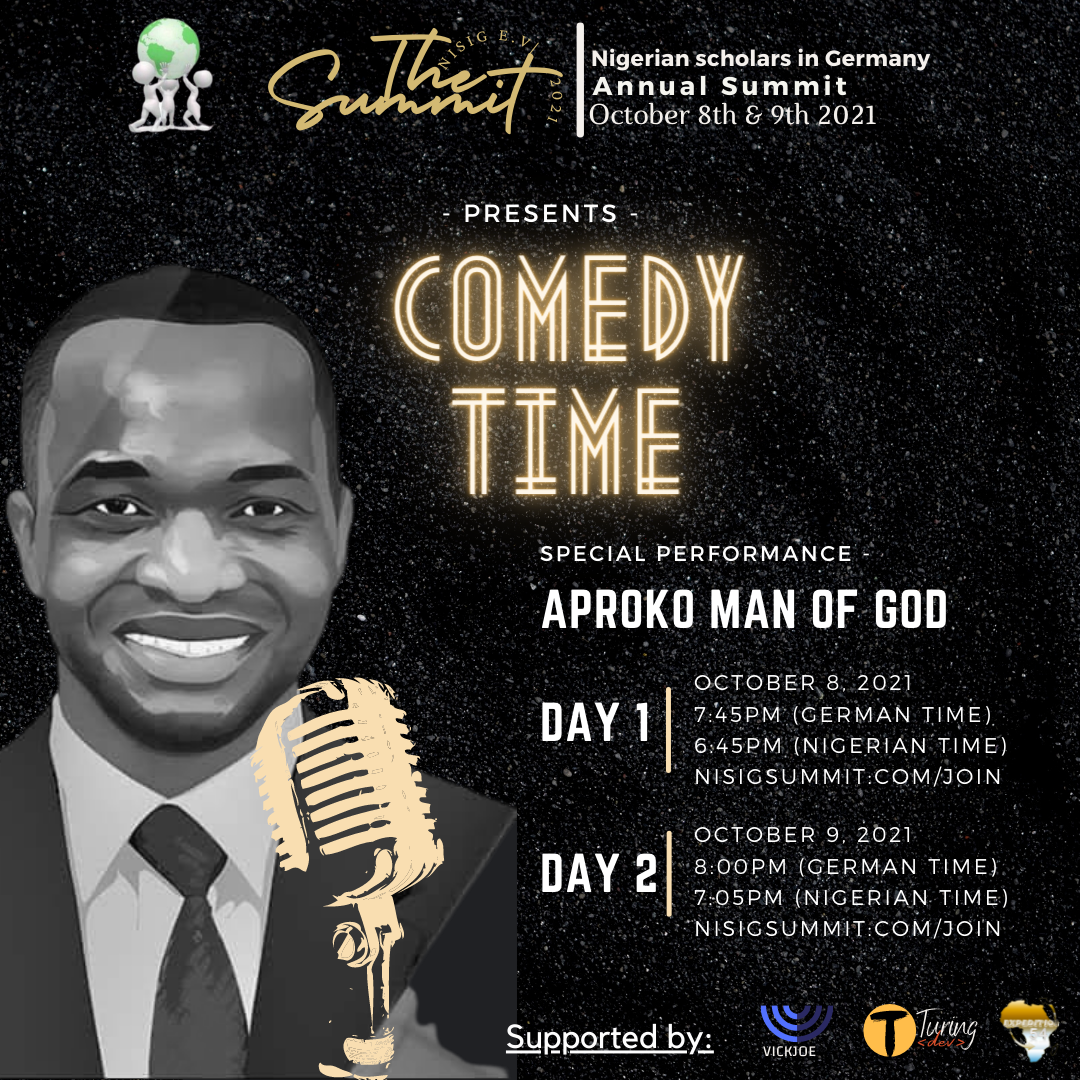 The
Summit
NISIG E.V/ 2021
Nigerian scholars in Germany
Annual Summit
October 8th & 9th 2021
- PRESENTS -
COMEDY
TIME
SPECIAL PERFORMANCE -
APROKO MAN OF GOD
DAY 1
OCTOBER 8, 2021
7:45PM (GERMAN TIME)
6:45PM (NIGERIAN TIME)
NISIGSUMMIT.COM/JOIN
DAY 2
OCTOBER 9, 2021
8:00PM (GERMAN TIME)
7:05PM (NIGERIAN TIME)
NISIGSUMMIT.COM/JOIN
Supported by:
VICKJOE
T Turing
<dev>